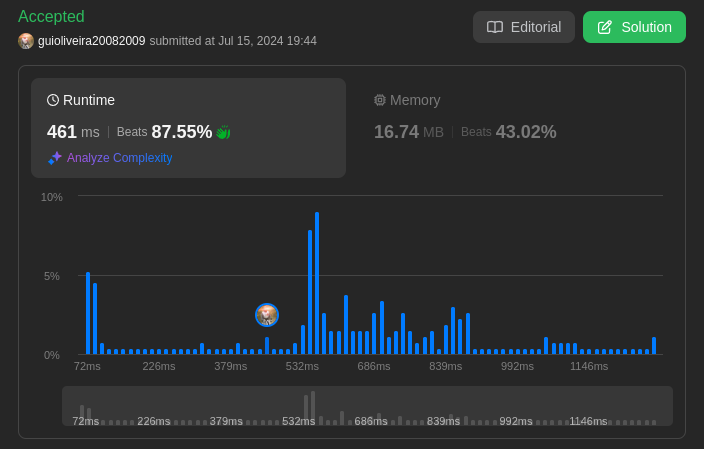 Accepted
guioliveira20082009 submitted at Jul 15, 2024 19:44
Editorial
Solution
Runtime
461 ms Beats 87.55%
Analyze Complexity
Memory
16.74 MB Beats 43.02%
10%
5%
0%
72ms 226ms 379ms 532ms 686ms 839ms 992ms 1146ms
72ms 226ms 379ms 532ms 686ms 839ms 992ms 1146ms